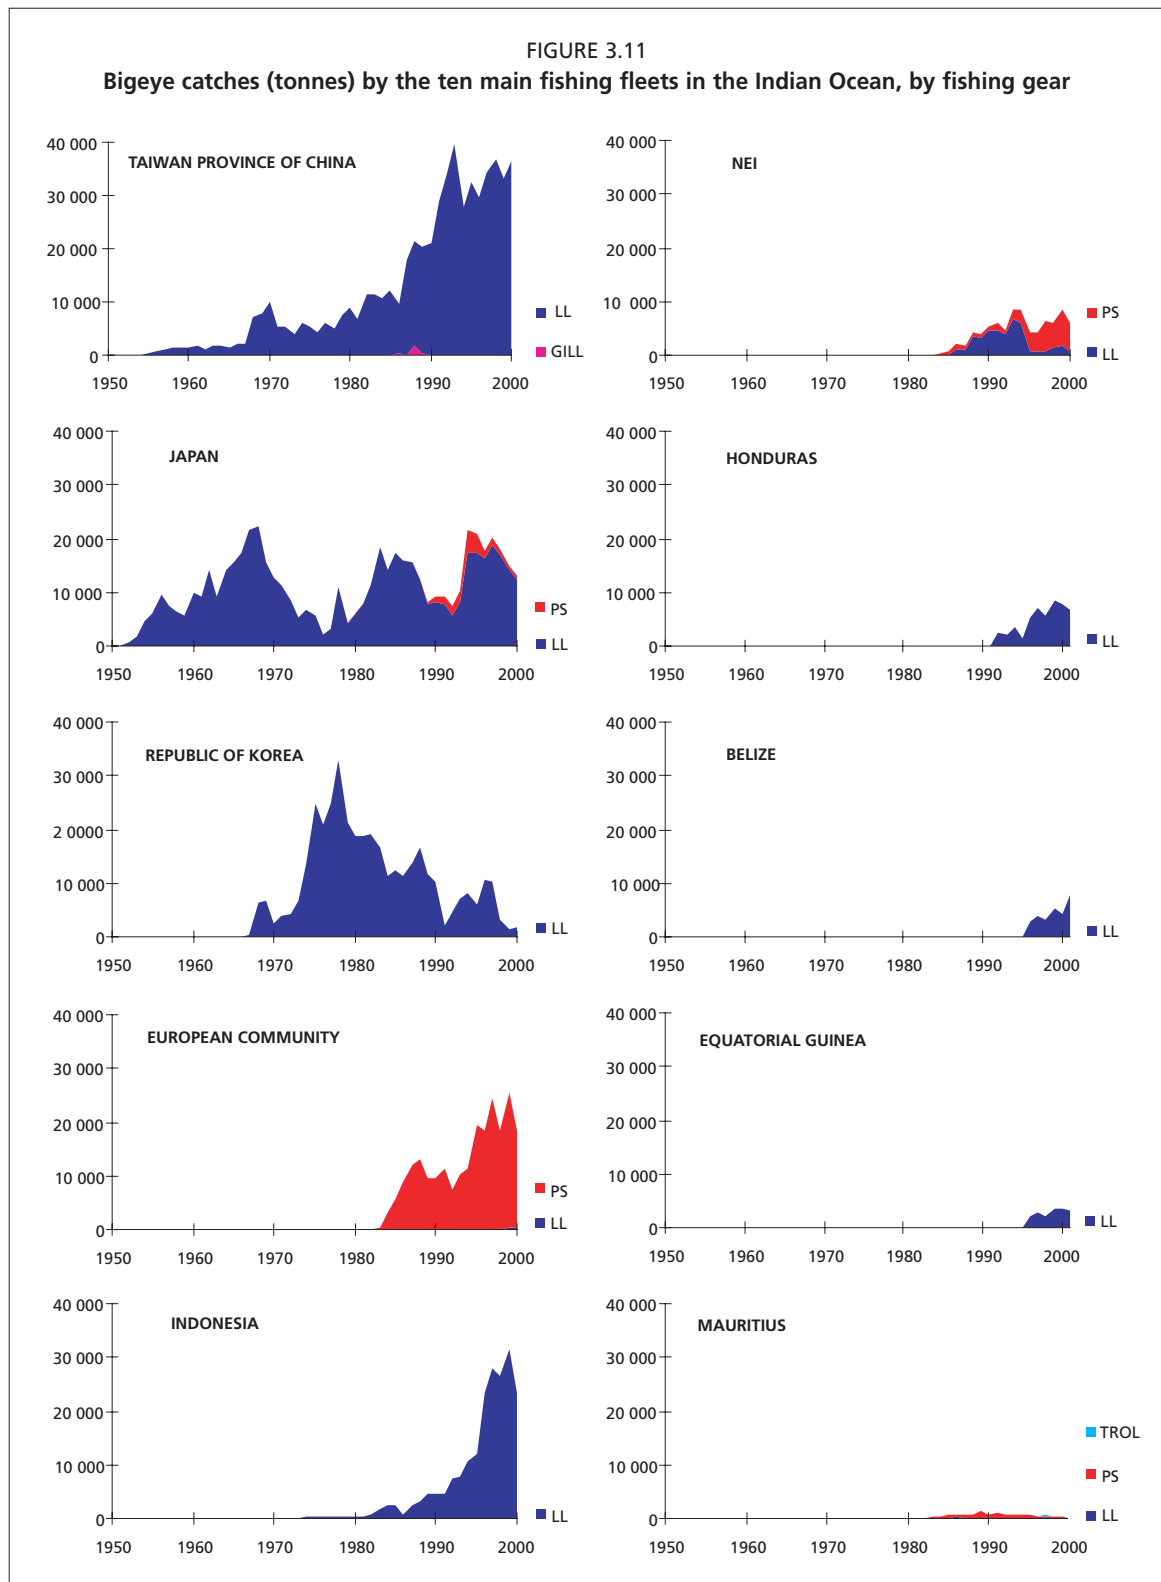 FIGURE 3.11
Bigeye catches (tonnes) by the ten main fishing fleets in the Indian Ocean, by fishing gear
TAIWAN PROVINCE OF CHINA
40 000
30 000
20 000
10 000
0
1950 1960 1970 1980 1990 2000
LL
GILL
NEI
40 000
30 000
20 000
10 000
0
1950 1960 1970 1980 1990 2000
PS
LL
JAPAN
40 000
30 000
20 000
10 000
0
1950 1960 1970 1980 1990 2000
PS
LL
HONDURAS
40 000
30 000
20 000
10 000
0
1950 1960 1970 1980 1990 2000
LL
REPUBLIC OF KOREA
40 000
30 000
2 0000
10 000
0
1950 1960 1970 1980 1990 2000
LL
BELIZE
40 000
30 000
20 000
10 000
0
1950 1960 1970 1980 1990 2000
LL
EUROPEAN COMMUNITY
40 000
30 000
20 000
10 000
0
1950 1960 1970 1980 1990 2000
PS
LL
EQUATORIAL GUINEA
40 000
30 000
20 000
10 000
0
1950 1960 1970 1980 1990 2000
LL
INDONESIA
40 000
30 000
20 000
10 000
0
1950 1960 1970 1980 1990 2000
LL
MAURITIUS
40 000
30 000
20 000
10 000
0
1950 1960 1970 1980 1990 2000
TROL
PS
LL